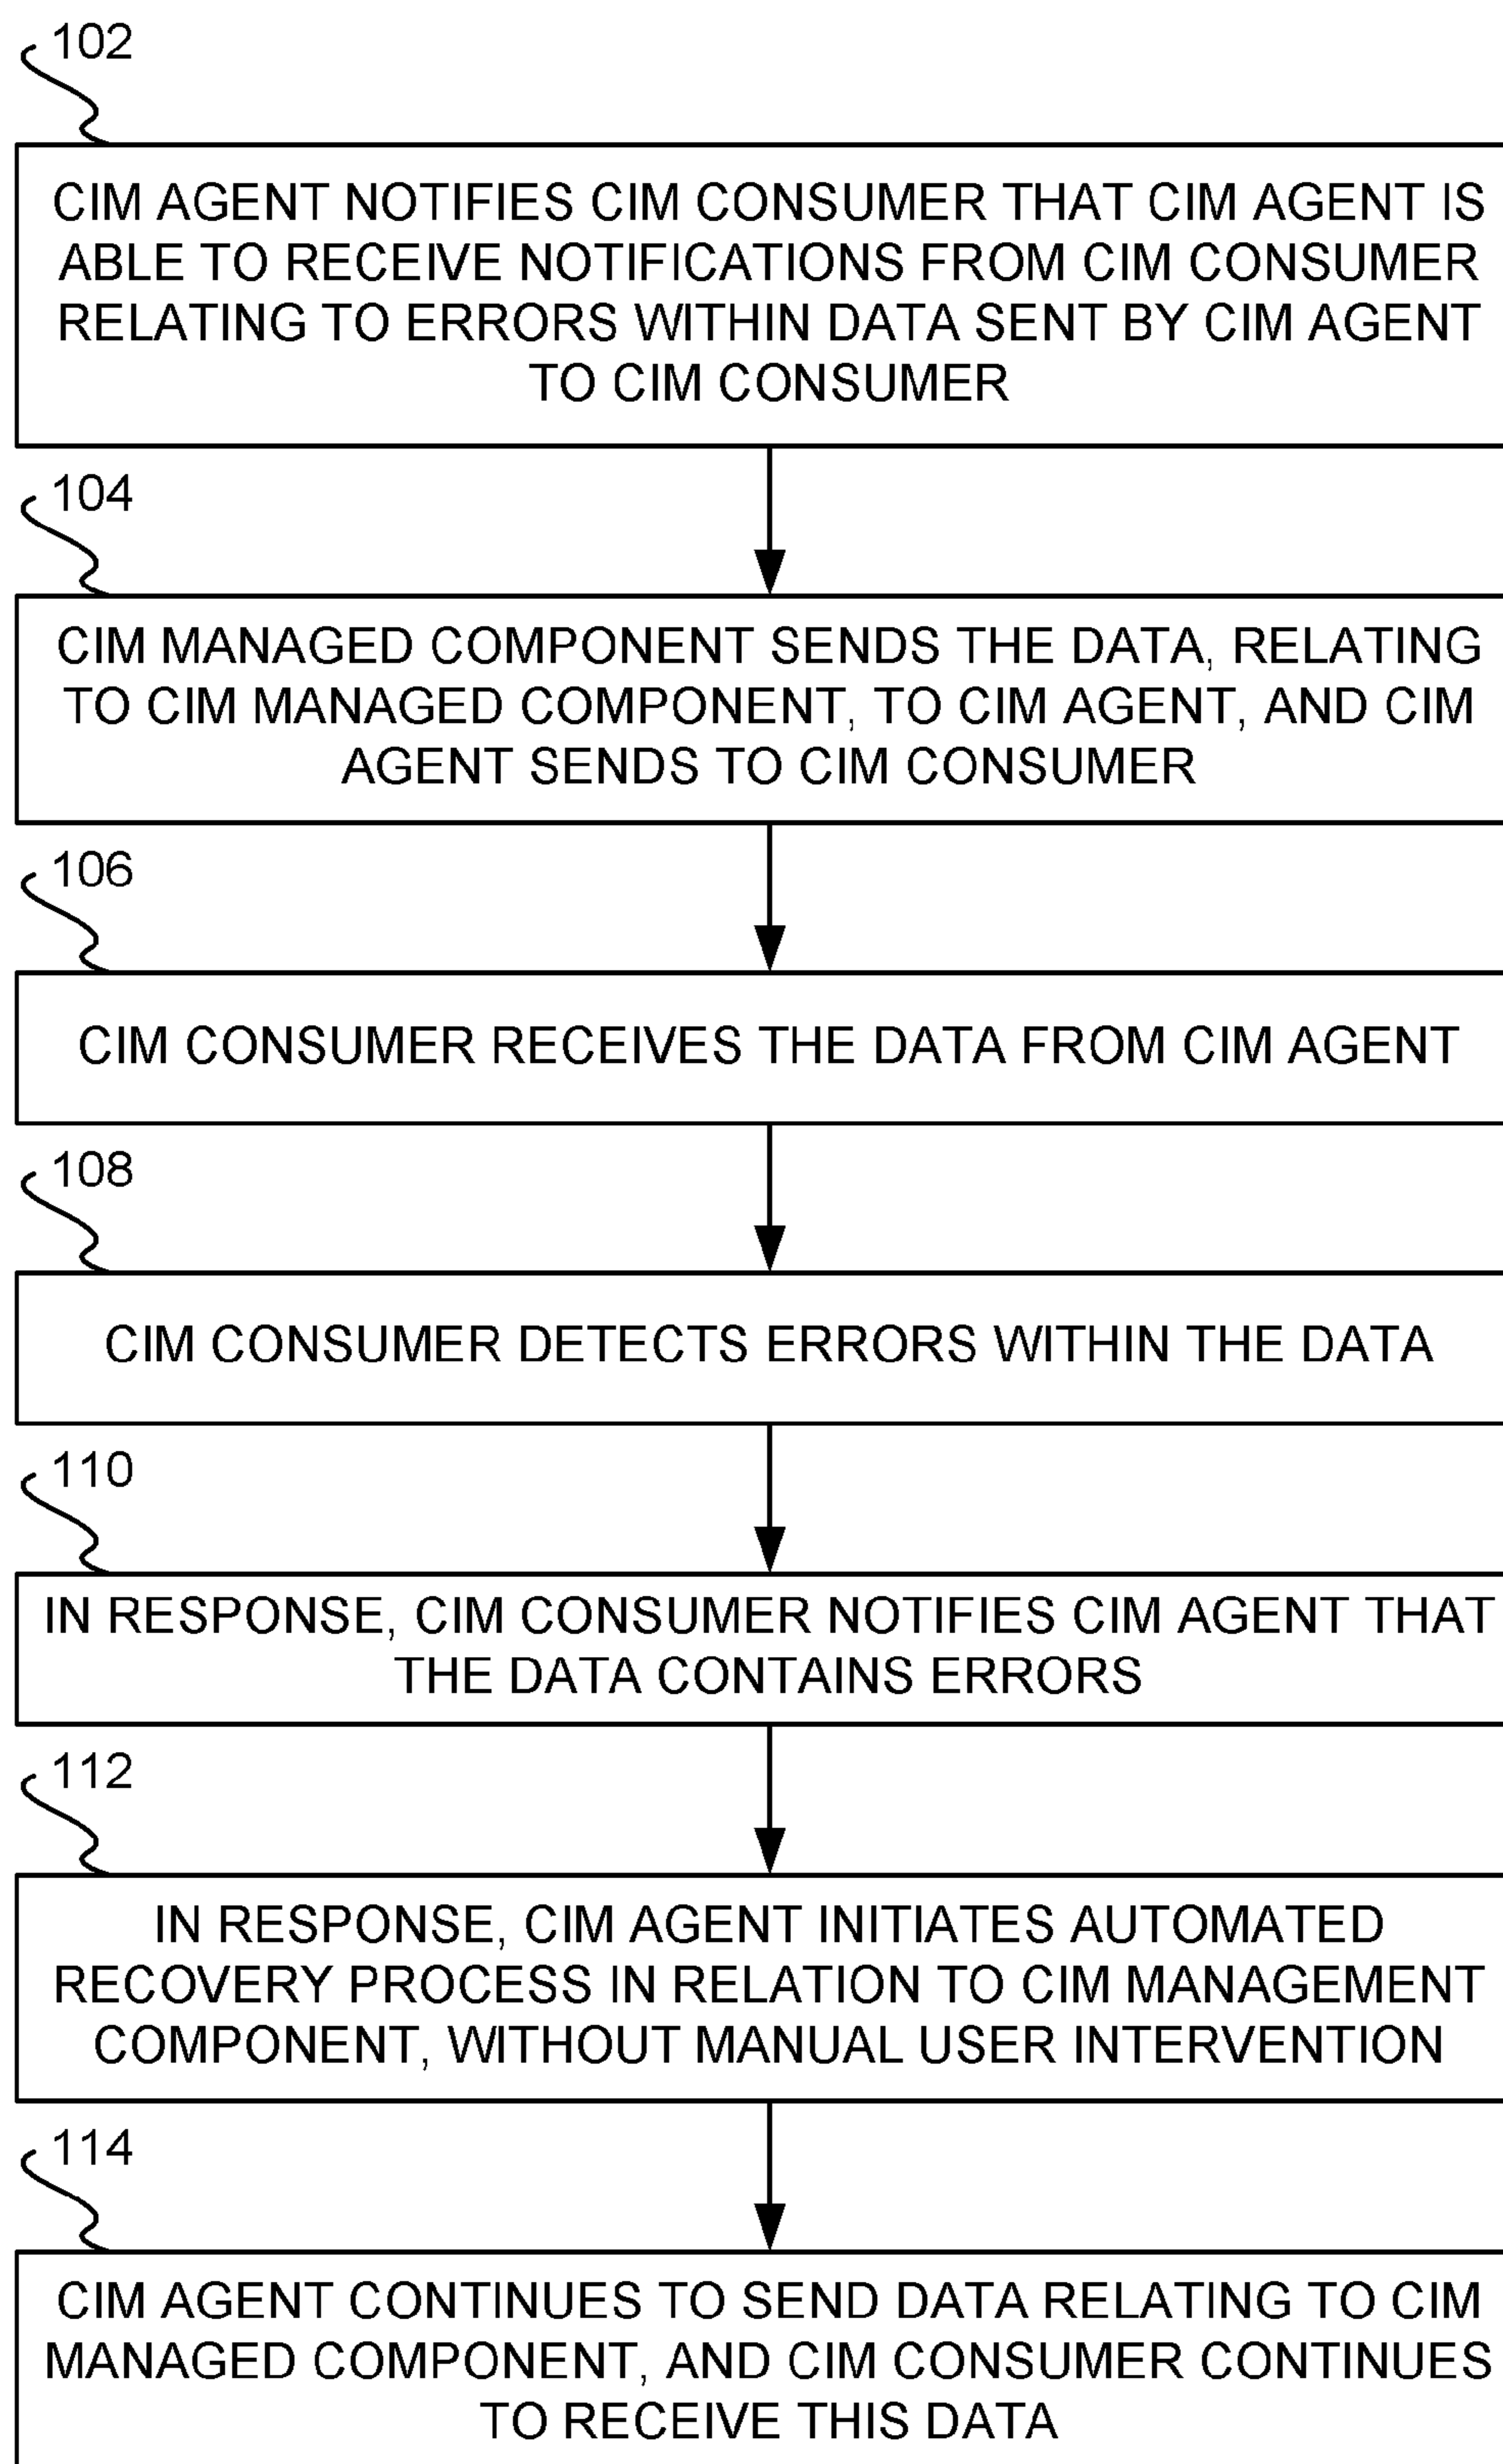 102
CIM AGENT NOTIFIES CIM CONSUMER THAT CIM AGENT IS
ABLE TO RECEIVE NOTIFICATIONS FROM CIM CONSUMER
RELATING TO ERRORS WITHIN DATA SENT BY CIM AGENT
TO CIM CONSUMER
104
CIM MANAGED COMPONENT SENDS THE DATA, RELATING
TO CIM MANAGED COMPONENT, TO CIM AGENT, AND CIM
AGENT SENDS TO CIM CONSUMER
106
CIM CONSUMER RECEIVES THE DATA FROM CIM AGENT
108
CIM CONSUMER DETECTS ERRORS WITHIN THE DATA
110
IN RESPONSE, CIM CONSUMER NOTIFIES CIM AGENT THAT
THE DATA CONTAINS ERRORS
112
IN RESPONSE, CIM AGENT INITIATES AUTOMATED
RECOVERY PROCESS IN RELATION TO CIM MANAGEMENT
COMPONENT, WITHOUT MANUAL USER INTERVENTION
114
CIM AGENT CONTINUES TO SEND DATA RELATING TO CIM
MANAGED COMPONENT, AND CIM CONSUMER CONTINUES
TO RECEIVE THIS DATA